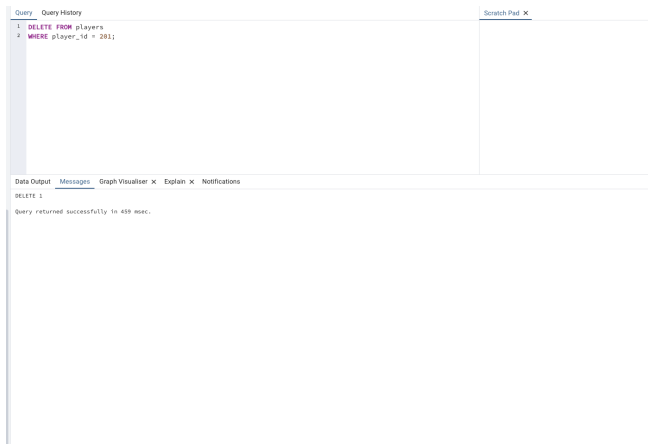 Query Query History
Scratch Pad ×
1 DELETE FROM players
2 WHERE player_id = 201;
Data Output Messages Graph Visualiser × Explain × Notifications
DELETE 1
Query returned successfully in 459 msec.